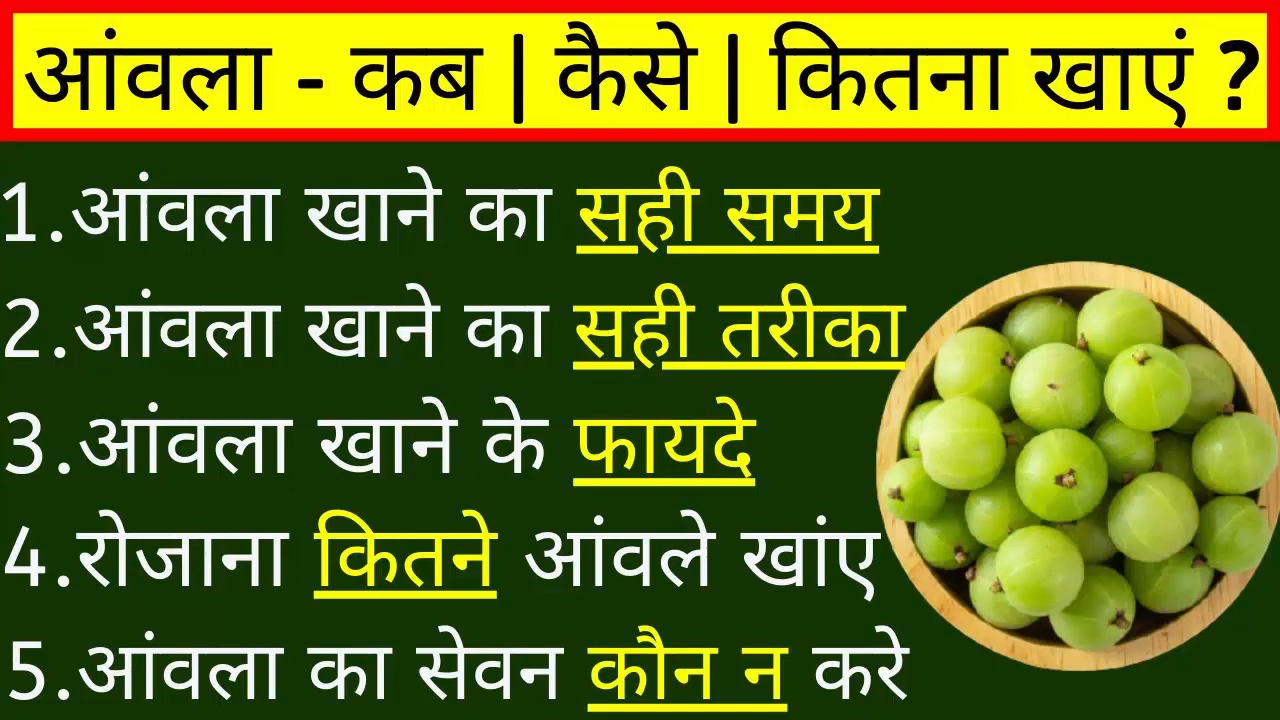 आंवला - कब | कैसे | कितना खाएं ?
1.आंवला खाने का सही समय
2.आंवला खाने का सही तरीका
3.आंवला खाने के फायदे
4.रोजाना कितने आंवले खांए
5.आंवला का सेवन कौन न करे